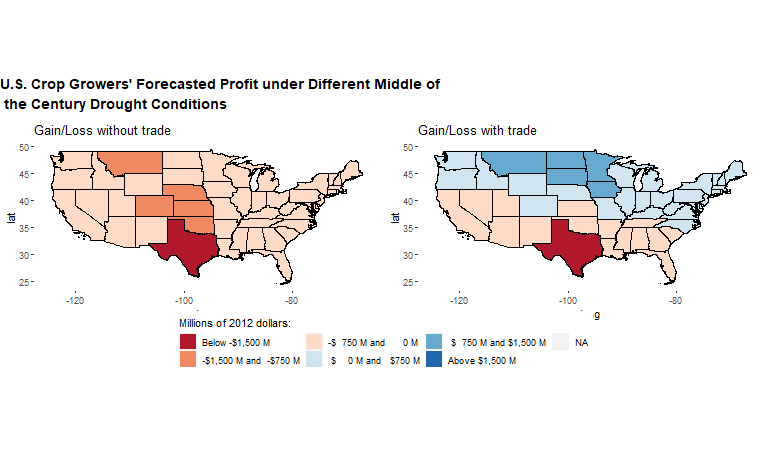 U.S. Crop Growers' Forecasted Profit under Different Middle of
the Century Drought Conditions
Gain/Loss without trade
Gain/Loss with trade
50
45
40
35
30
25
lat
-120
-100
-80
50
45
40
35
30
25
lat
-120
-100
-80
g
Millions of 2012 dollars:
Below -$1,500 M
-$ 750 M and 0 M
$ 750 M and $1,500 M
NA
-$1,500 M and -$750 M
$ 0 M and $750 M
Above $1,500 M